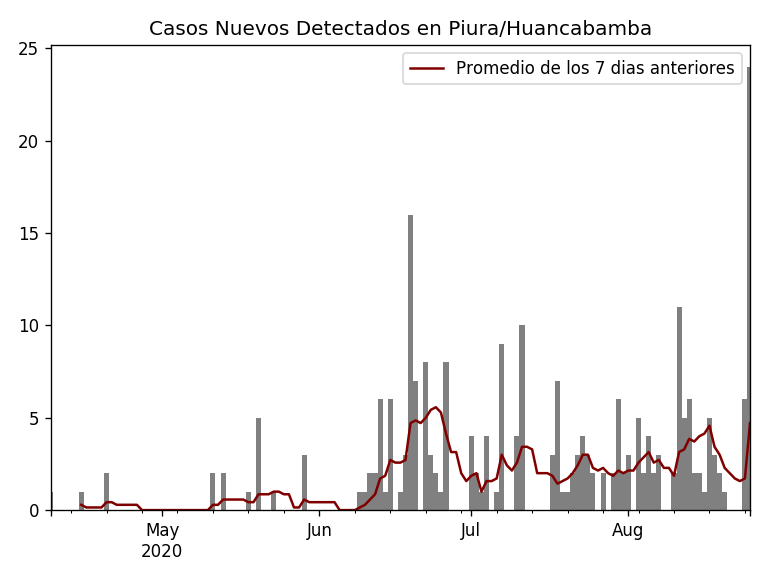 Casos Nuevos Detectados en Piura/Huancabamba
Promedio de los 7 dias anteriores
25
20
15
10
5
0
May
2020
Jun
Jul
Aug